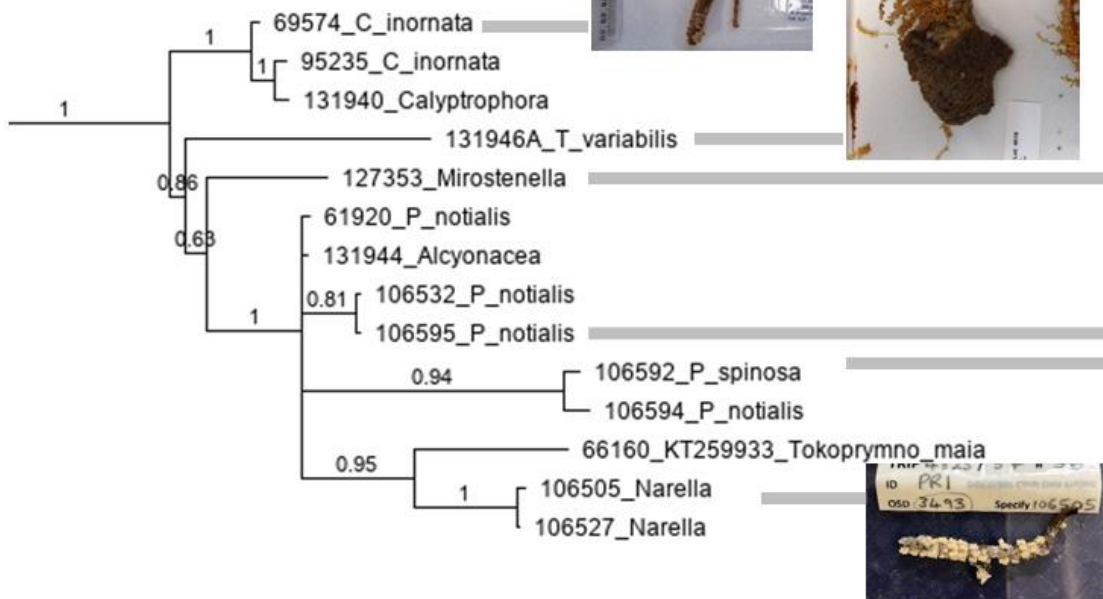 69574_C_inornata
1
95235_C_inornata
1
131940_Calyptrophora
1
131946A_T_variabilis
127353_Mirostenella
0.86
61920_P_notialis
0.63
131944_Alcyonacea
106532_P_notialis
0.81
1
106595_P_notialis
106592_P_spinosa
0.94
106594_P_notialis
66160_KT259933_Tokoprymno_maia
0.95
106505_Narella
1
106527_Narella
ID PR1
OSD 3493 Specify 106505